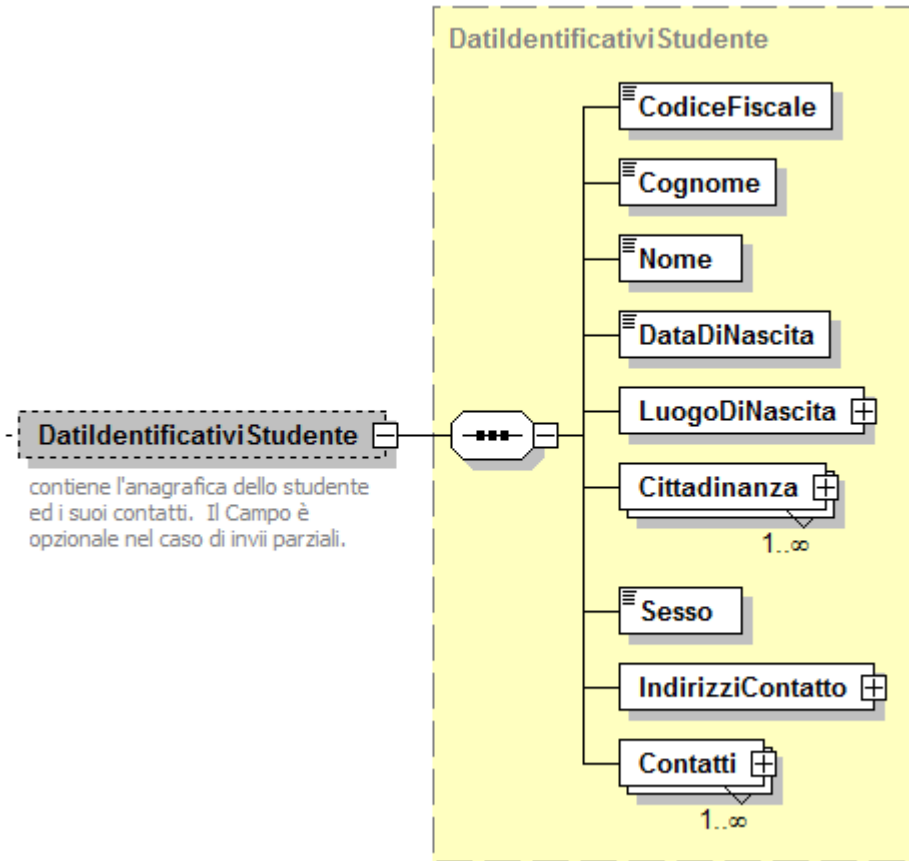 DatiIdentificativiStudente
CodiceFiscale
Cognome
Nome
DataDiNascita
LuogoDiNascita
Cittadinanza
1..∞
Sesso
IndirizziContatto
Contatti
1..∞
DatiIdentificativiStudente
contiene l'anagrafica dello studente
ed i suoi contatti.  Il Campo è
opzionale nel caso di invii parziali.